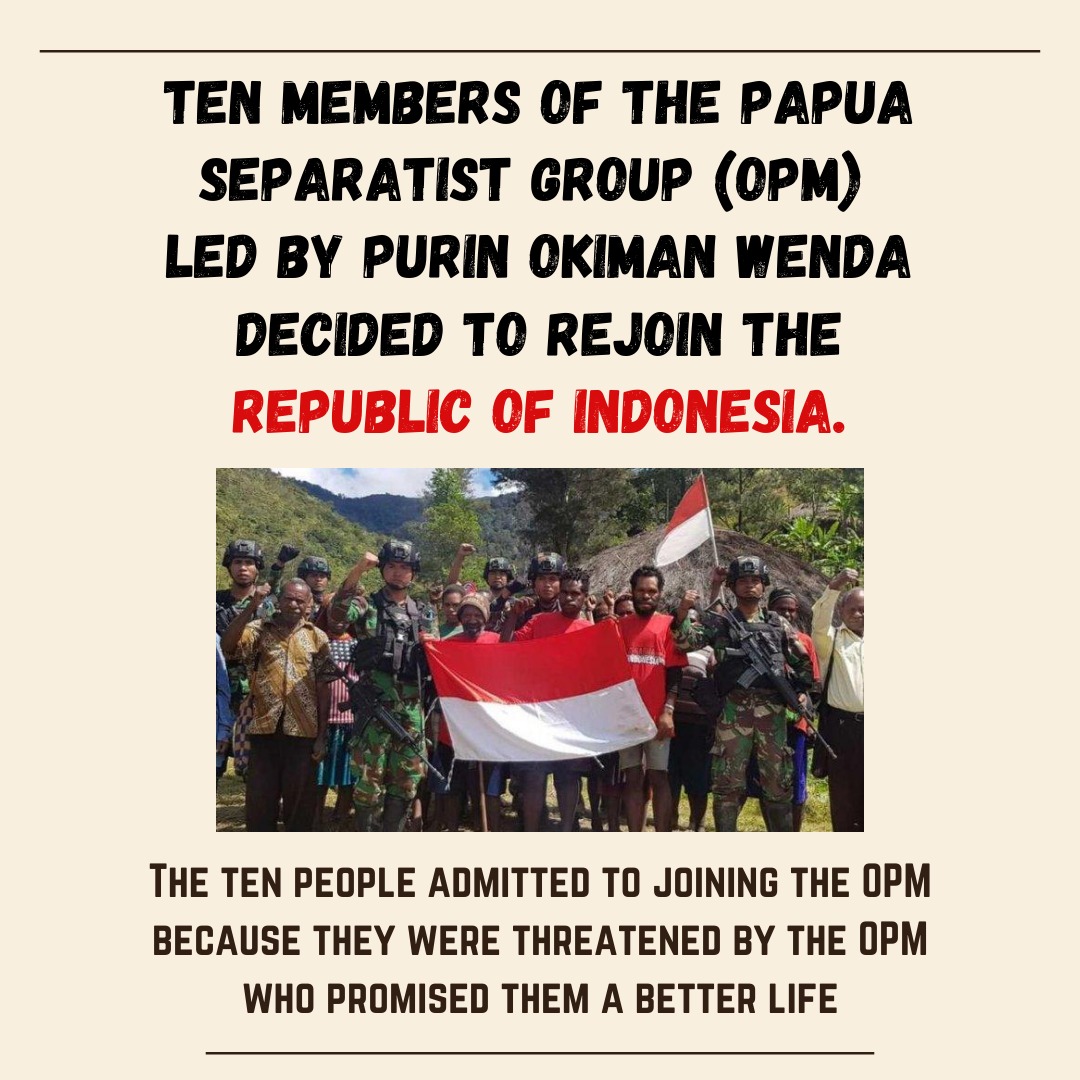 TEN MEMBERS OF THE PAPUA
SEPARATIST GROUP (OPM)
LED BY PURIN OKIMAN WENDA
DECIDED TO REJOIN THE
REPUBLIC OF INDONESIA.
INDONESIA
THE TEN PEOPLE ADMITTED TO JOINING THE OPM
BECAUSE THEY WERE THREATENED BY THE OPM
WHO PROMISED THEM A BETTER LIFE